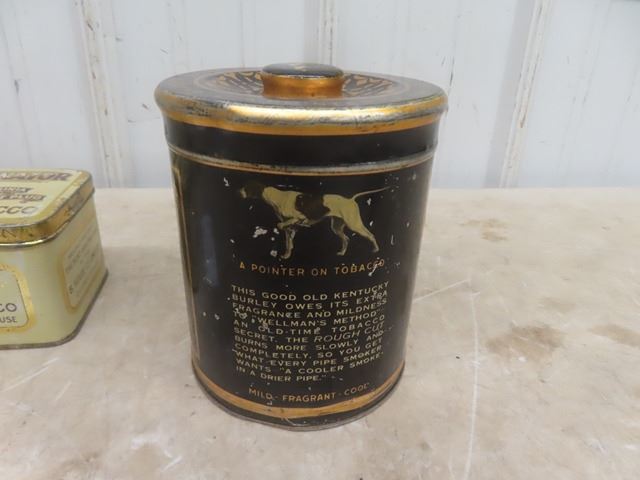 A POINTER ON TOBACCO
THIS GOOD OLD KENTUCKY
BURLEY OWES ITS EXTRA
FRAGRANCE AND MILDNESS
TO "WELLMAN'S METHOD"-
AN OLD-TIME TOBACCO
SECRET. THE ROUGH CUT
BURNS MORE SLOWLY AND
COMPLETELY, SO YOU GET
WHAT EVERY PIPE SMOKER
WANTS "A COOLER SMOKE-
IN A DRIER PIPE."
MILD-FRAGRANT-COOL